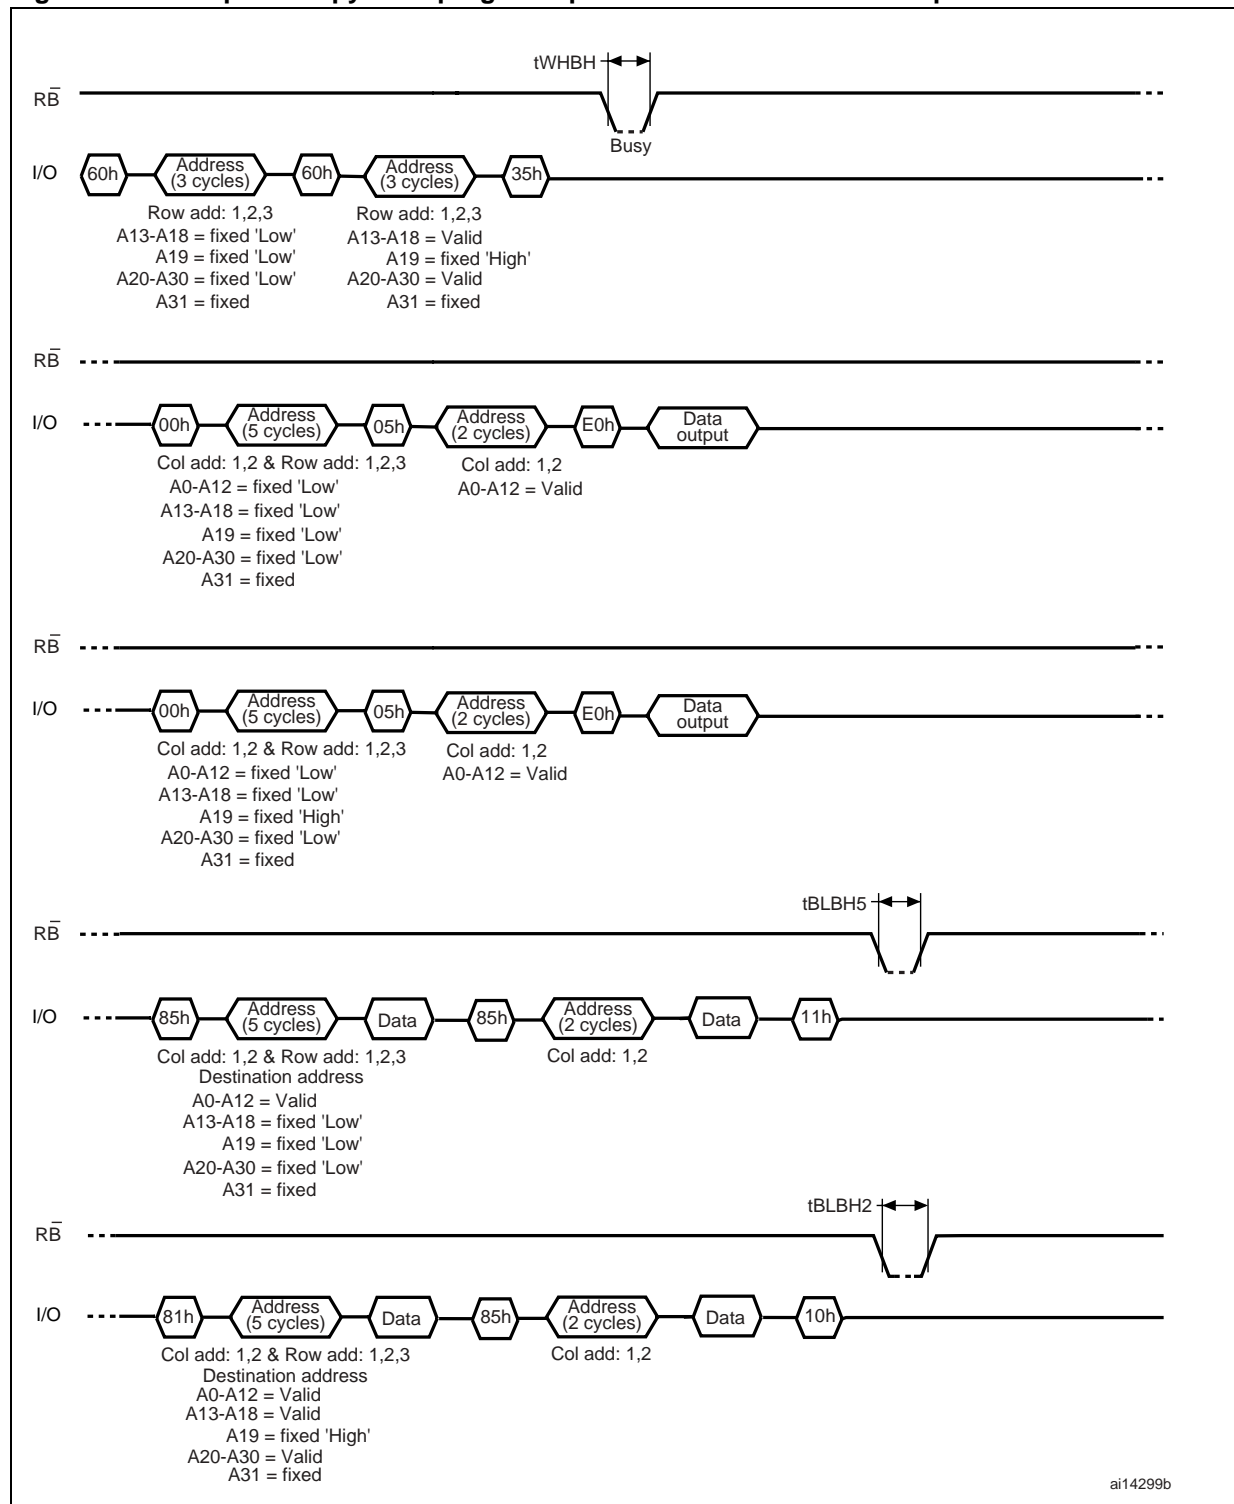 tWHBH
RB̅
Busy
I/O 60h Address (3 cycles) 60h Address (3 cycles) 35h
Row add: 1,2,3 Row add: 1,2,3
A13-A18 = fixed 'Low' A13-A18 = Valid
A19 = fixed 'Low' A19 = fixed 'High'
A20-A30 = fixed 'Low' A20-A30 = Valid
A31 = fixed A31 = fixed
RB̅
I/O 00h Address (5 cycles) 05h Address (2 cycles) E0h Data output
Col add: 1,2 & Row add: 1,2,3 Col add: 1,2
A0-A12 = fixed 'Low' A0-A12 = Valid
A13-A18 = fixed 'Low'
A19 = fixed 'Low'
A20-A30 = fixed 'Low'
A31 = fixed
RB̅
I/O 00h Address (5 cycles) 05h Address (2 cycles) E0h Data output
Col add: 1,2 & Row add: 1,2,3 Col add: 1,2
A0-A12 = fixed 'Low' A0-A12 = Valid
A13-A18 = fixed 'Low'
A19 = fixed 'High'
A20-A30 = fixed 'Low'
A31 = fixed
tBLBH5
RB̅
I/O 85h Address (5 cycles) Data 85h Address (2 cycles) Data 11h
Col add: 1,2 & Row add: 1,2,3 Col add: 1,2
Destination address
A0-A12 = Valid
A13-A18 = fixed 'Low'
A19 = fixed 'Low'
A20-A30 = fixed 'Low'
A31 = fixed
tBLBH2
RB̅
I/O 81h Address (5 cycles) Data 85h Address (2 cycles) Data 10h
Col add: 1,2 & Row add: 1,2,3 Col add: 1,2
Destination address
A0-A12 = Valid
A13-A18 = Valid
A19 = fixed 'High'
A20-A30 = Valid
A31 = fixed
ai14299b